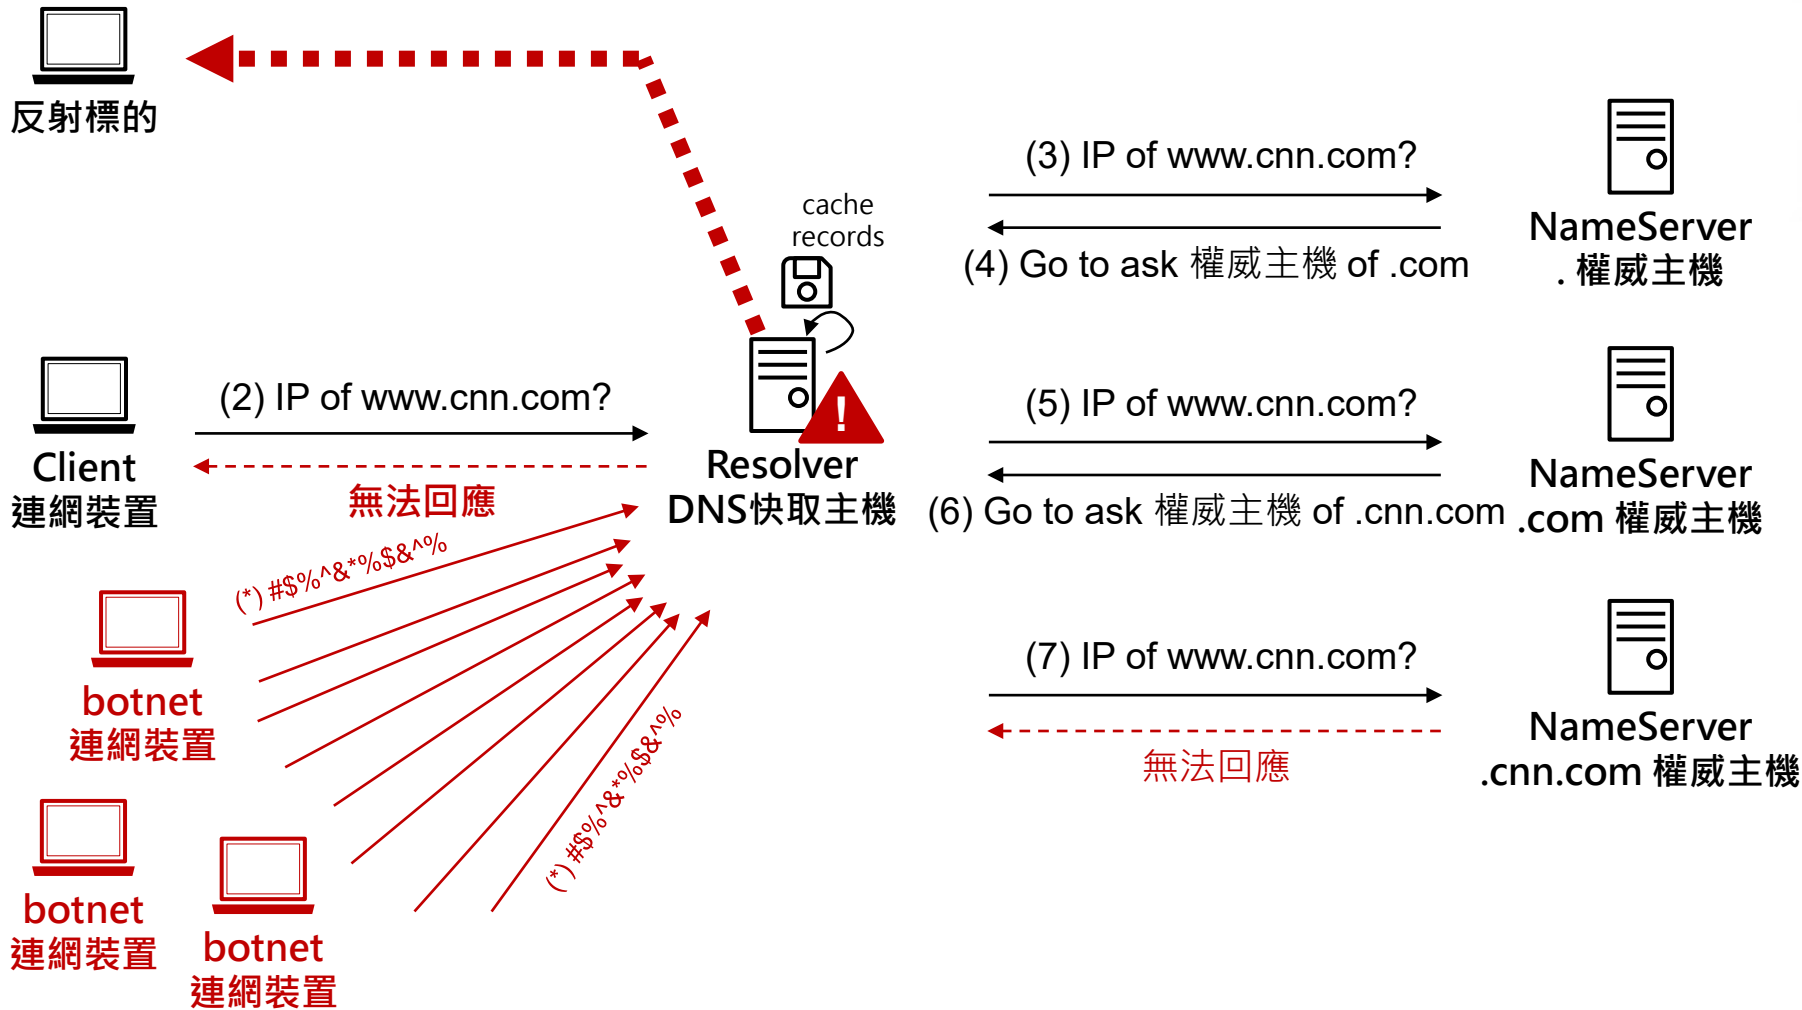 反射標的
cache
records
(3) IP of www.cnn.com?
(4) Go to ask 權威主機 of .com
NameServer
. 權威主機
(2) IP of www.cnn.com?
無法回應
Client
連網裝置
Resolver
DNS快取主機
!
(5) IP of www.cnn.com?
(6) Go to ask 權威主機 of .cnn.com
NameServer
.com 權威主機
(*) #$%^&*%$&^%
botnet
連網裝置
(7) IP of www.cnn.com?
無法回應
NameServer
.cnn.com 權威主機
(*) #$%^&*%$&^%
botnet
連網裝置
botnet
連網裝置